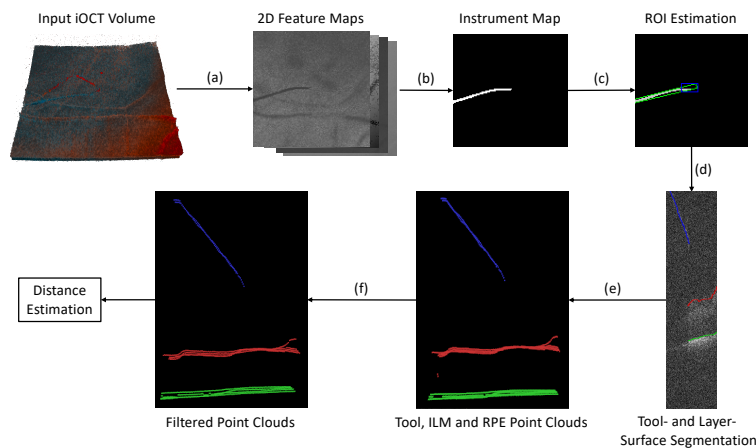 Input iOCT Volume
2D Feature Maps
Instrument Map
ROI Estimation
(a)
(b)
(c)
(d)
(e)
(f)
Distance
Estimation
Filtered Point Clouds
Tool, ILM and RPE Point Clouds
Tool- and Layer-
Surface Segmentation